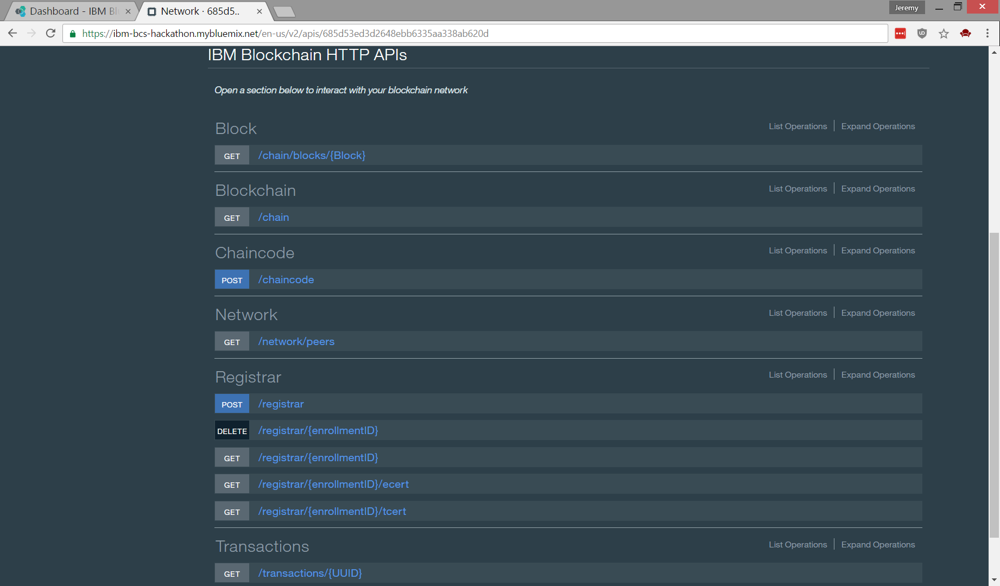 Dashboard - IBM Bl
Network · 685d5..
Jeremy
https://ibm-bcs-hackathon.mybluemix.net/en-us/v2/apis/685d53ed3d2648ebb6335aa338ab620d
IBM Blockchain HTTP APIs
Open a section below to interact with your blockchain network
Block
List Operations
Expand Operations
GET /chain/blocks/{Block}
Blockchain
List Operations
Expand Operations
GET /chain
Chaincode
List Operations
Expand Operations
POST /chaincode
Network
List Operations
Expand Operations
GET /network/peers
Registrar
List Operations
Expand Operations
POST /registrar
DELETE /registrar/{enrollmentID}
GET /registrar/{enrollmentID}
GET /registrar/{enrollmentID}/ecert
GET /registrar/{enrollmentID}/tcert
Transactions
List Operations
Expand Operations
GET /transactions/{UUID}